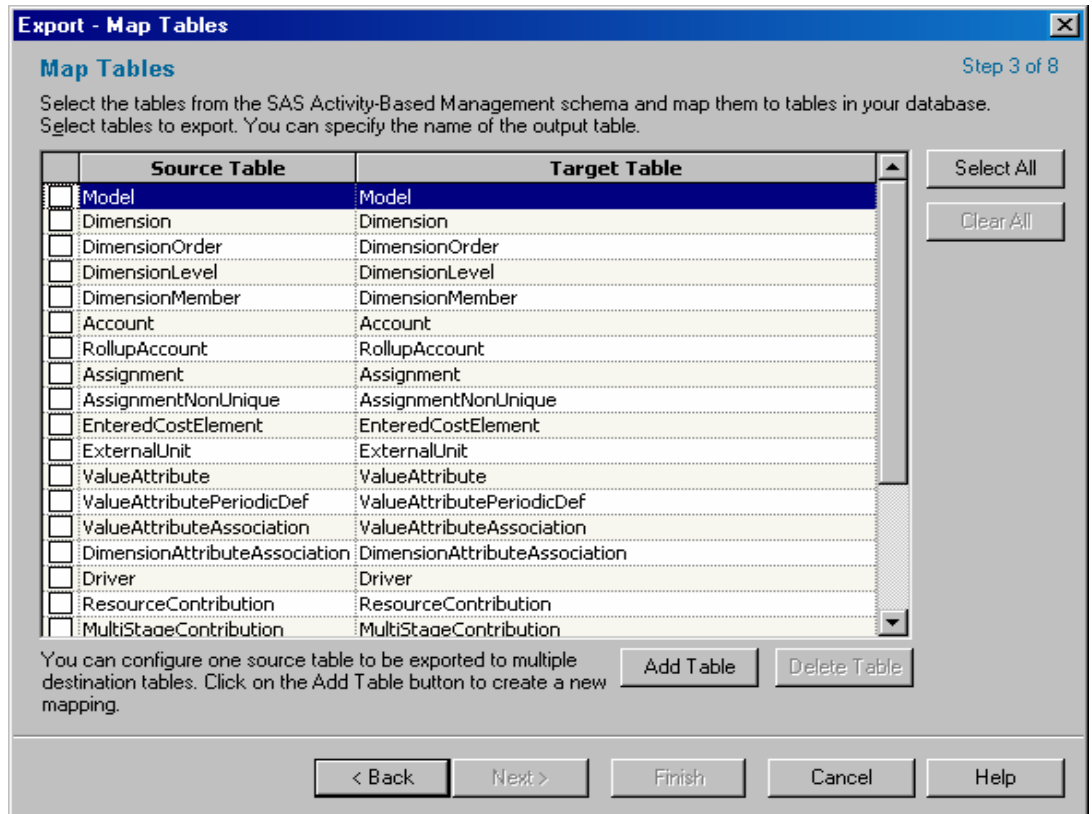 Export - Map Tables
Map Tables
Step 3 of 8
Select the tables from the SAS Activity-Based Management schema and map them to tables in your database.
Select tables to export. You can specify the name of the output table.
Source Table Target Table
Select All
Model Model
Dimension Dimension
Clear All
DimensionOrder DimensionOrder
DimensionLevel DimensionLevel
DimensionMember DimensionMember
Account Account
RollupAccount RollupAccount
Assignment Assignment
AssignmentNonUnique AssignmentNonUnique
EnteredCostElement EnteredCostElement
ExternalUnit ExternalUnit
ValueAttribute ValueAttribute
ValueAttributePeriodicDef ValueAttributePeriodicDef
ValueAttributeAssociation ValueAttributeAssociation
DimensionAttributeAssociation DimensionAttributeAssociation
Driver Driver
ResourceContribution ResourceContribution
MultiStageContribution MultiStageContribution
You can configure one source table to be exported to multiple
destination tables. Click on the Add Table button to create a new
mapping.
Add Table Delete Table
< Back Next > Finish Cancel Help